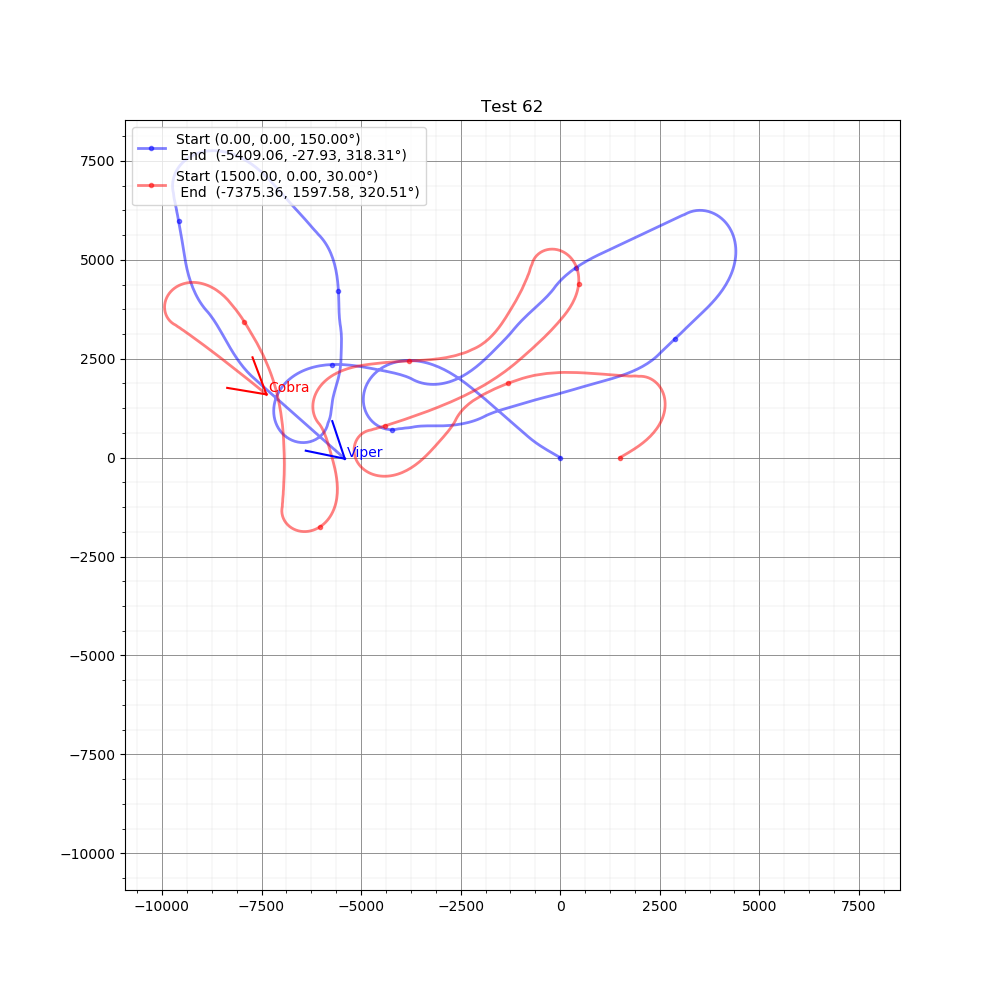 Test 62
Start (0.00, 0.00, 150.00°)
End (-5409.06, -27.93, 318.31°)
Start (1500.00, 0.00, 30.00°)
End (-7375.36, 1597.58, 320.51°)
7500
5000
2500
0
−2500
−5000
−7500
−10000
Cobra
Viper
−10000 −7500 −5000 −2500 0 2500 5000 7500